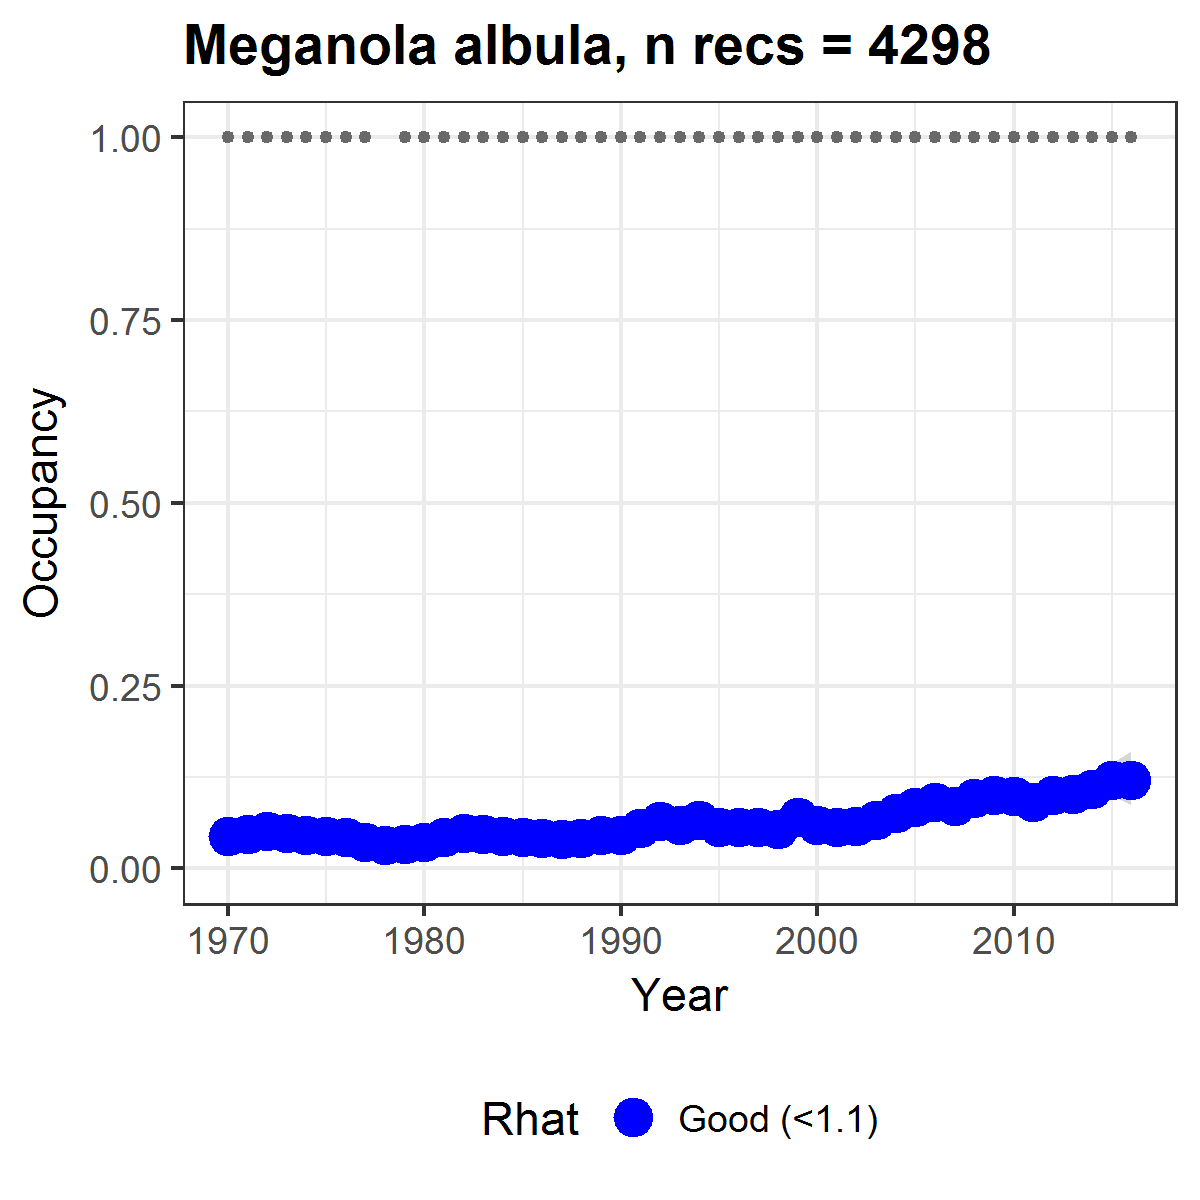 Meganola albula, n recs = 4298
1.00
0.75
0.50
0.25
0.00
Occupancy
1970 1980 1990 2000 2010
Year
Rhat Good (<1.1)